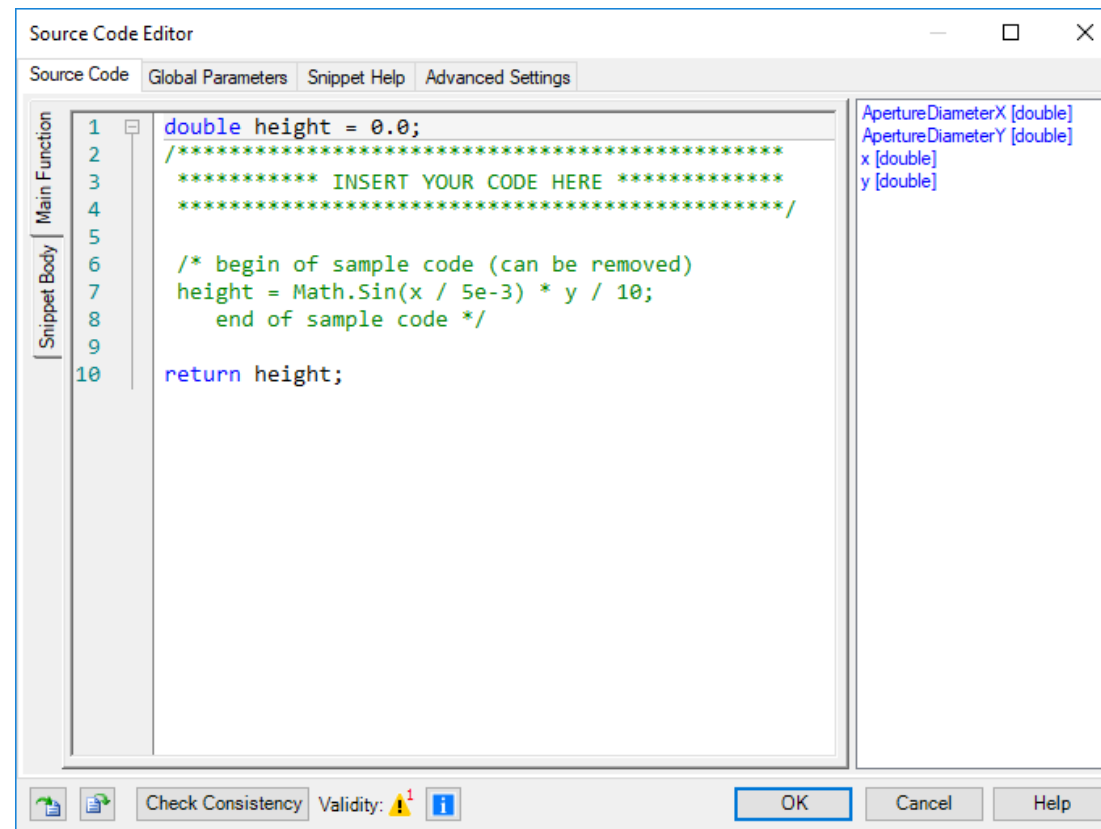 Source Code Editor
Source Code Global Parameters Snippet Help Advanced Settings
Main Function
Snippet Body
1 double height = 0.0;
2 /***********************************************
3 *********** INSERT YOUR CODE HERE *************
4 ***********************************************/
5
6 /* begin of sample code (can be removed)
7 height = Math.Sin(x / 5e-3) * y / 10;
8 end of sample code */
9
10 return height;
ApertureDiameterX [double]
ApertureDiameterY [double]
x [double]
y [double]
Check Consistency Validity: 1 OK Cancel Help